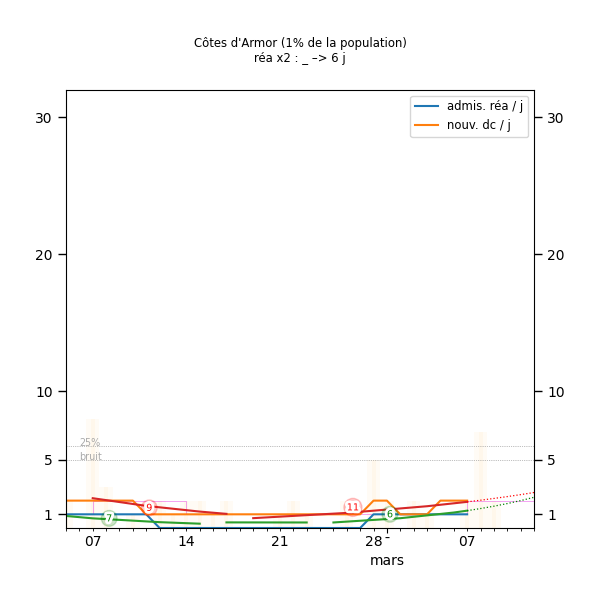 Côtes d'Armor (1% de la population)
réa x2 : _ –> 6 j
admis. réa / j
nouv. dc / j
30 30
20 20
10 10
25%
bruit
5 5
9 11
7 6
1 1
07 14 21 28 07
mars